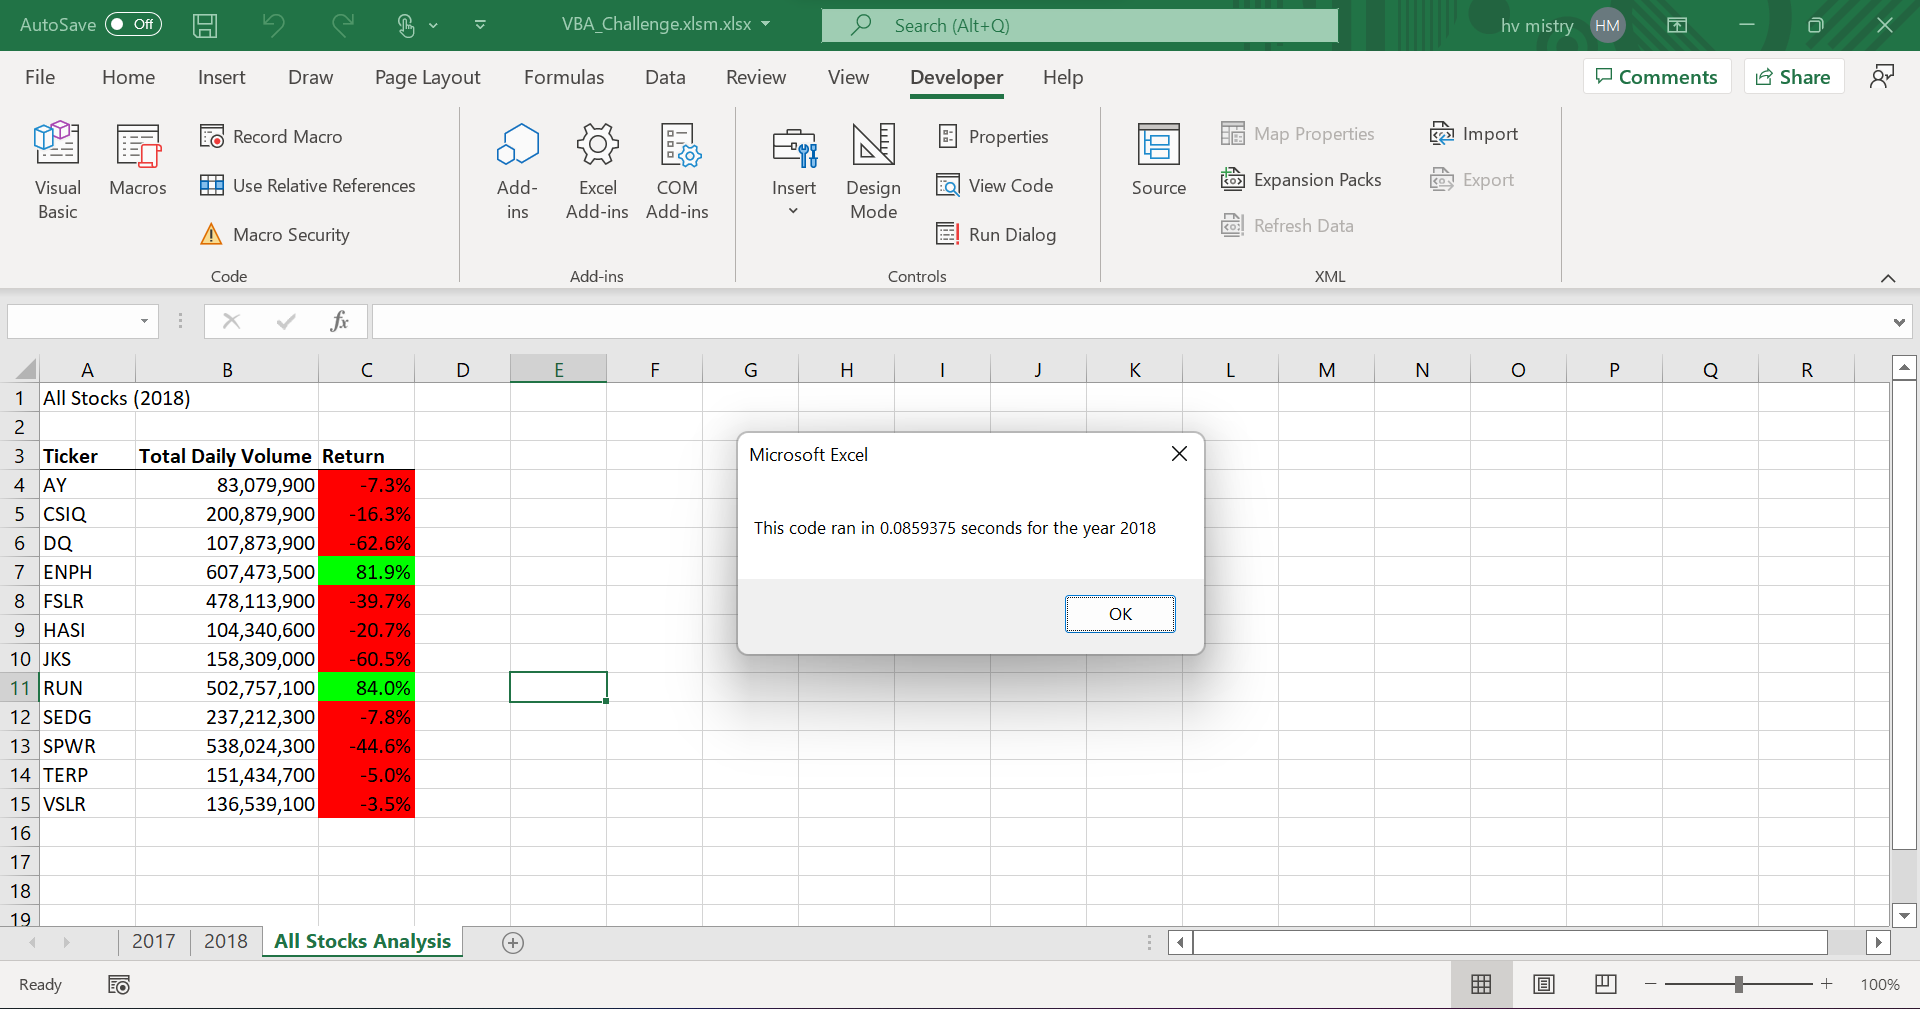 AutoSave Off VBA_Challenge.xlsm.xlsx Search (Alt+Q) hv mistry HM
File Home Insert Draw Page Layout Formulas Data Review View Developer Help Comments Share
Visual Basic
Macros
Record Macro
Use Relative References
Macro Security
Code
Add-ins
Excel Add-ins
COM Add-ins
Add-ins
Insert
Design Mode
Properties
View Code
Run Dialog
Controls
Source
Map Properties
Expansion Packs
Refresh Data
Import
Export
XML
fx
A B C D E F G H I J K L M N O P Q R
1 All Stocks (2018)
2
3 Ticker Total Daily Volume Return
4 AY 83,079,900 -7.3%
5 CSIQ 200,879,900 -16.3%
6 DQ 107,873,900 -62.6%
7 ENPH 607,473,500 81.9%
8 FSLR 478,113,900 -39.7%
9 HASI 104,340,600 -20.7%
10 JKS 158,309,000 -60.5%
11 RUN 502,757,100 84.0%
12 SEDG 237,212,300 -7.8%
13 SPWR 538,024,300 -44.6%
14 TERP 151,434,700 -5.0%
15 VSLR 136,539,100 -3.5%
16
17
18
19
Microsoft Excel
This code ran in 0.0859375 seconds for the year 2018
OK
2017 2018 All Stocks Analysis
Ready 100%